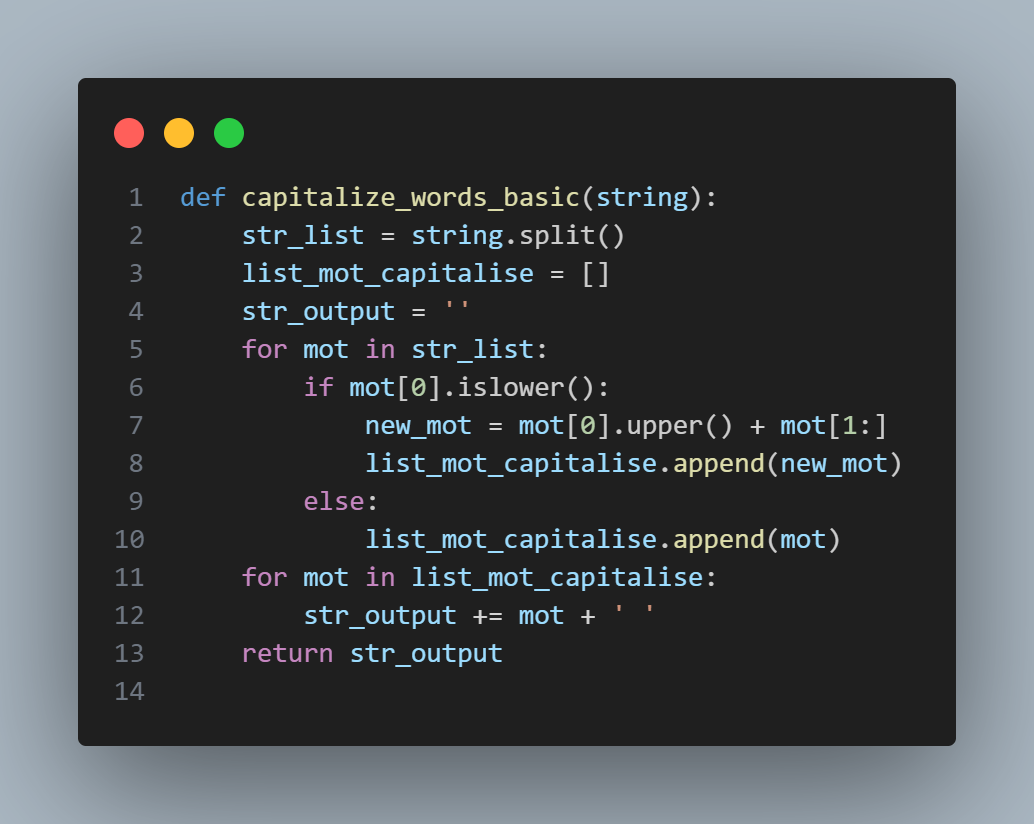 1 def capitalize_words_basic(string):
2     str_list = string.split()
3     list_mot_capitalise = []
4     str_output = ''
5     for mot in str_list:
6         if mot[0].islower():
7             new_mot = mot[0].upper() + mot[1:]
8             list_mot_capitalise.append(new_mot)
9         else:
10             list_mot_capitalise.append(mot)
11     for mot in list_mot_capitalise:
12         str_output += mot + ' '
13     return str_output
14